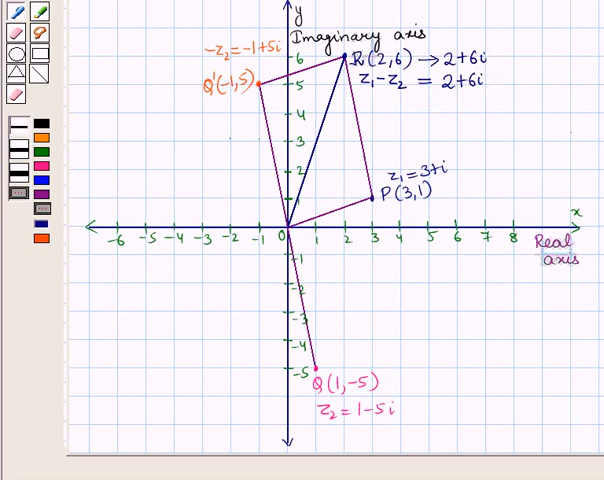 y
Imaginary axis
-z₂ = -1+5i
R(2,6) → 2+6i
z₁-z₂ = 2+6i
Q'(-1,5)
z₁ = 3+i
P(3,1)
6
5
4
3
2
1
-6 -5 -4 -3 -2 -1 0 1 2 3 4 5 6 7 8
x
Real
axis
-1
-2
-3
-4
-5
Q(1,-5)
z₂ = 1-5i